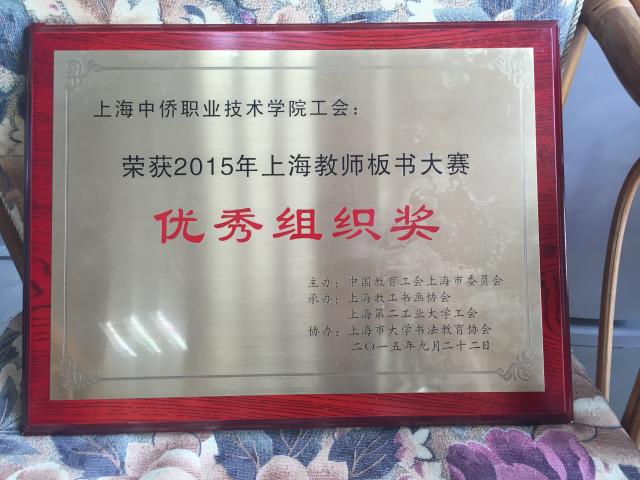 上海中侨职业技术学院工会：
荣获2015年上海教师板书大赛
优秀组织奖
主办：中国教育工会上海市委员会
承办：上海教工书画协会
上海第二工业大学工会
协办：上海市大学书法教育协会
二〇一五年九月二十二日